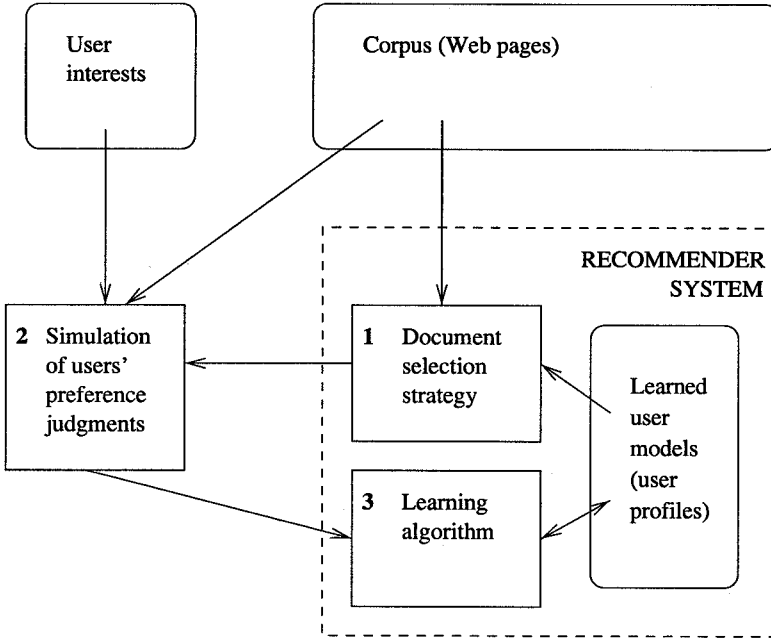 User
interests
Corpus (Web pages)
RECOMMENDER
SYSTEM
2 Simulation
of users'
preference
judgments
1 Document
selection
strategy
Learned
user
models
(user
profiles)
3 Learning
algorithm